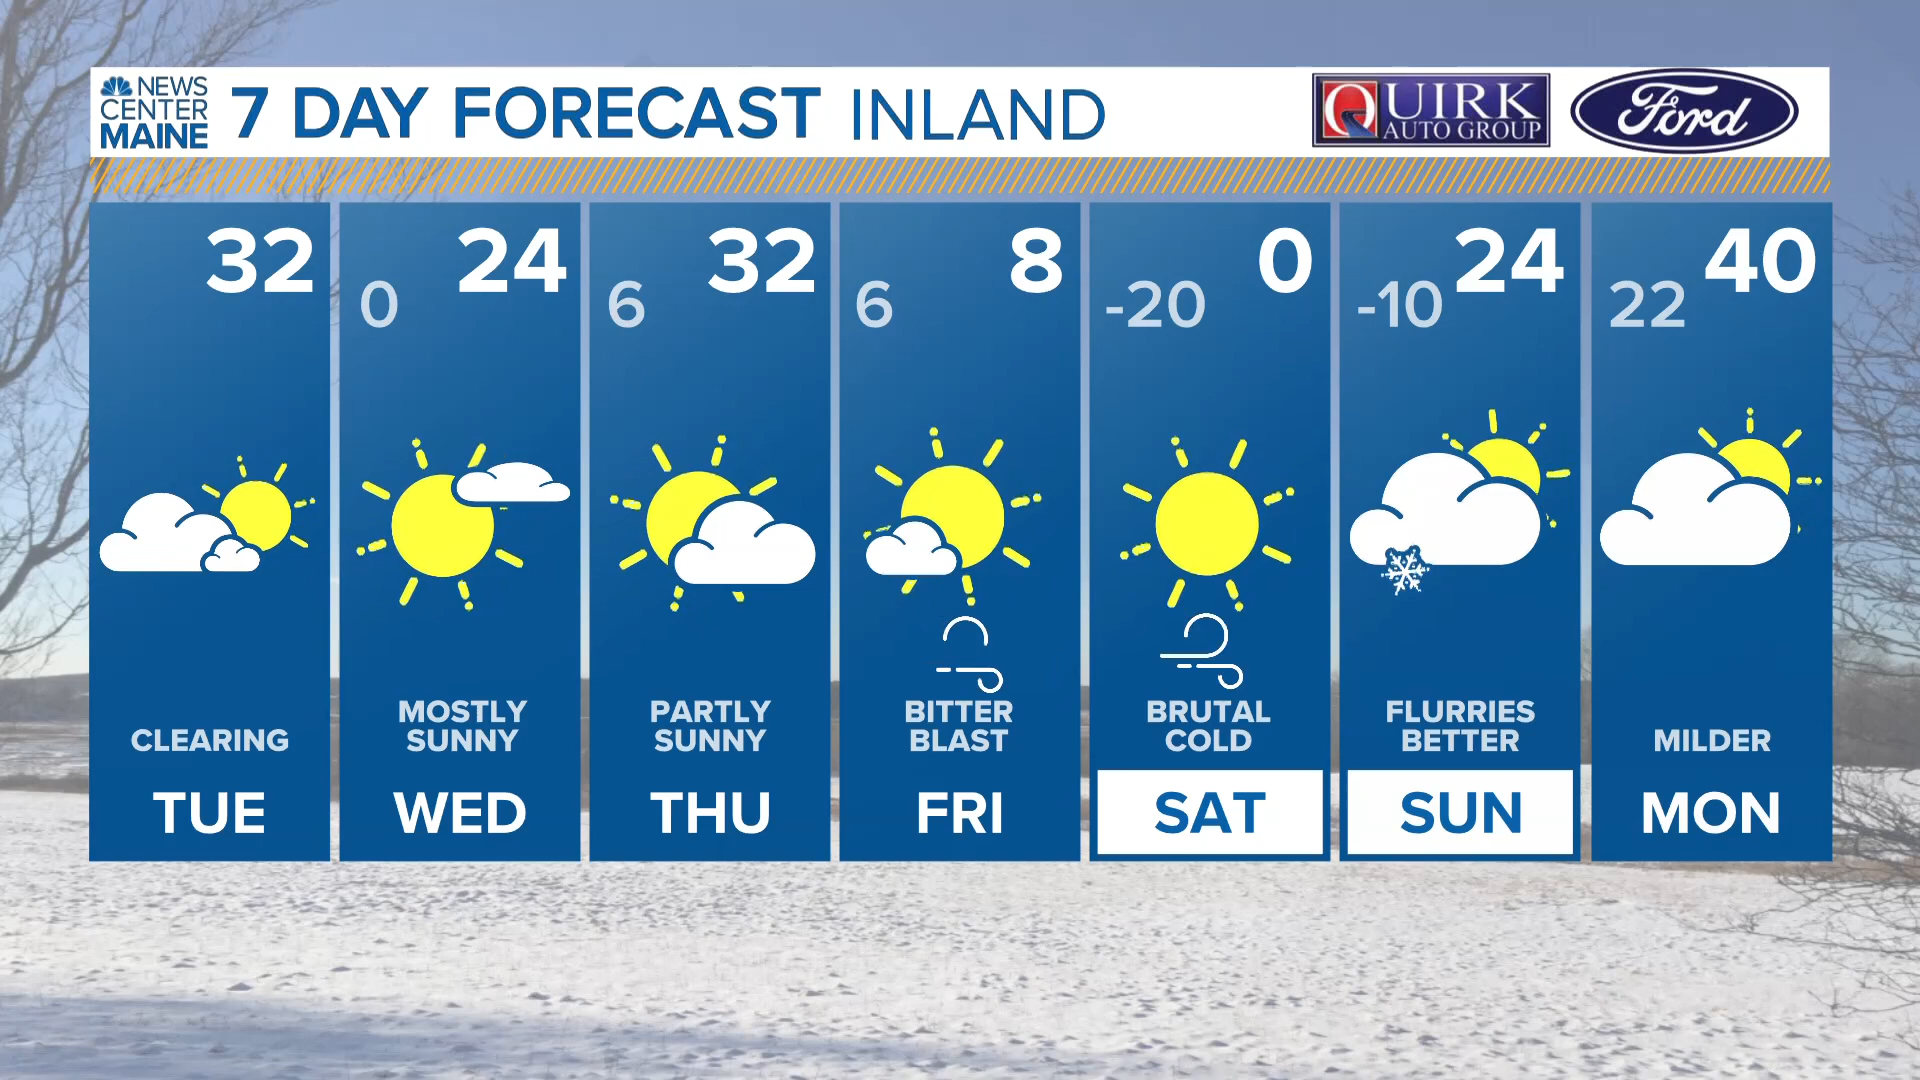 NEWS
CENTER
MAINE
7 DAY FORECAST INLAND
QUIRK
AUTO GROUP
Ford
32
CLEARING
TUE
0 24
MOSTLY
SUNNY
WED
6 32
PARTLY
SUNNY
THU
6 8
BITTER
BLAST
FRI
-20 0
BRUTAL
COLD
SAT
-10 24
FLURRIES
BETTER
SUN
22 40
MILDER
MON